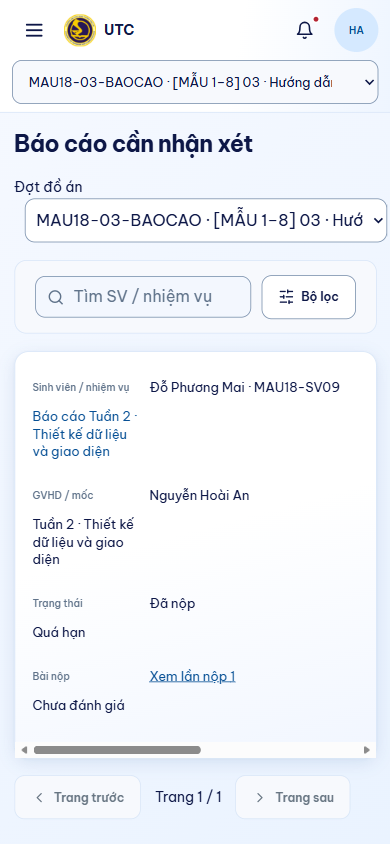 UTC
HA
MAU18-03-BAOCAO · [MẪU 1-8] 03 · Hướng dẫn
Báo cáo cần nhận xét
Đợt đồ án
MAU18-03-BAOCAO · [MẪU 1-8] 03 · Hướ
Tìm SV / nhiệm vụ
Bộ lọc
Sinh viên / nhiệm vụ
Đỗ Phương Mai · MAU18-SV09
Báo cáo Tuần 2 ·
Thiết kế dữ liệu
và giao diện
GVHD / mốc
Nguyễn Hoài An
Tuần 2 · Thiết kế
dữ liệu và giao
diện
Trạng thái
Đã nộp
Quá hạn
Bài nộp
Xem lần nộp 1
Chưa đánh giá
Trang trước
Trang 1 / 1
Trang sau